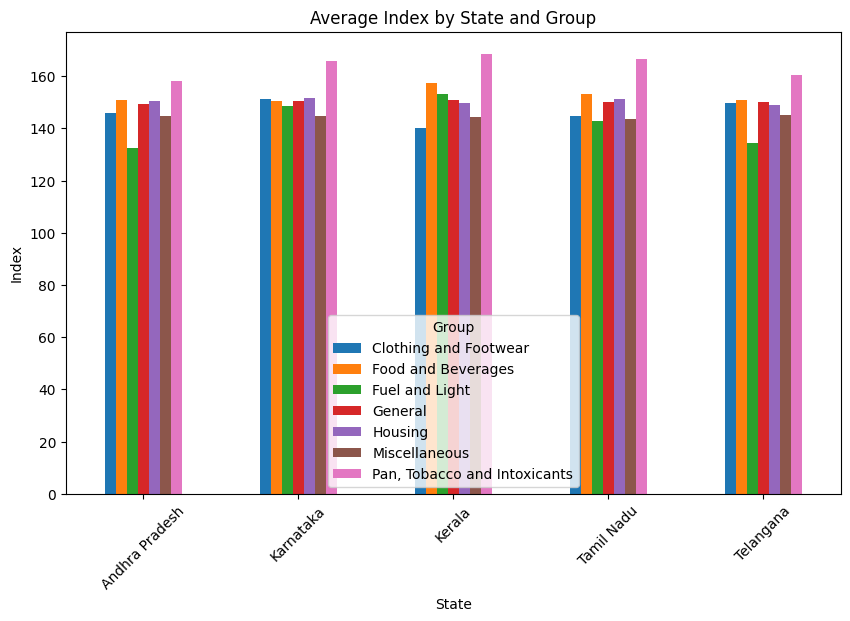 Average Index by State and Group
Index
160
140
120
100
80
60
40
20
0
Group
Clothing and Footwear
Food and Beverages
Fuel and Light
General
Housing
Miscellaneous
Pan, Tobacco and Intoxicants
Andhra Pradesh
Karnataka
Kerala
Tamil Nadu
Telangana
State